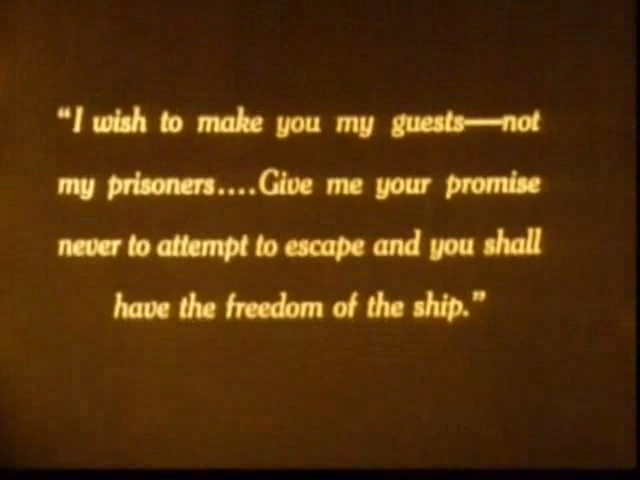 “I wish to make you my guests—not
my prisoners....Give me your promise
never to attempt to escape and you shall
have the freedom of the ship.”